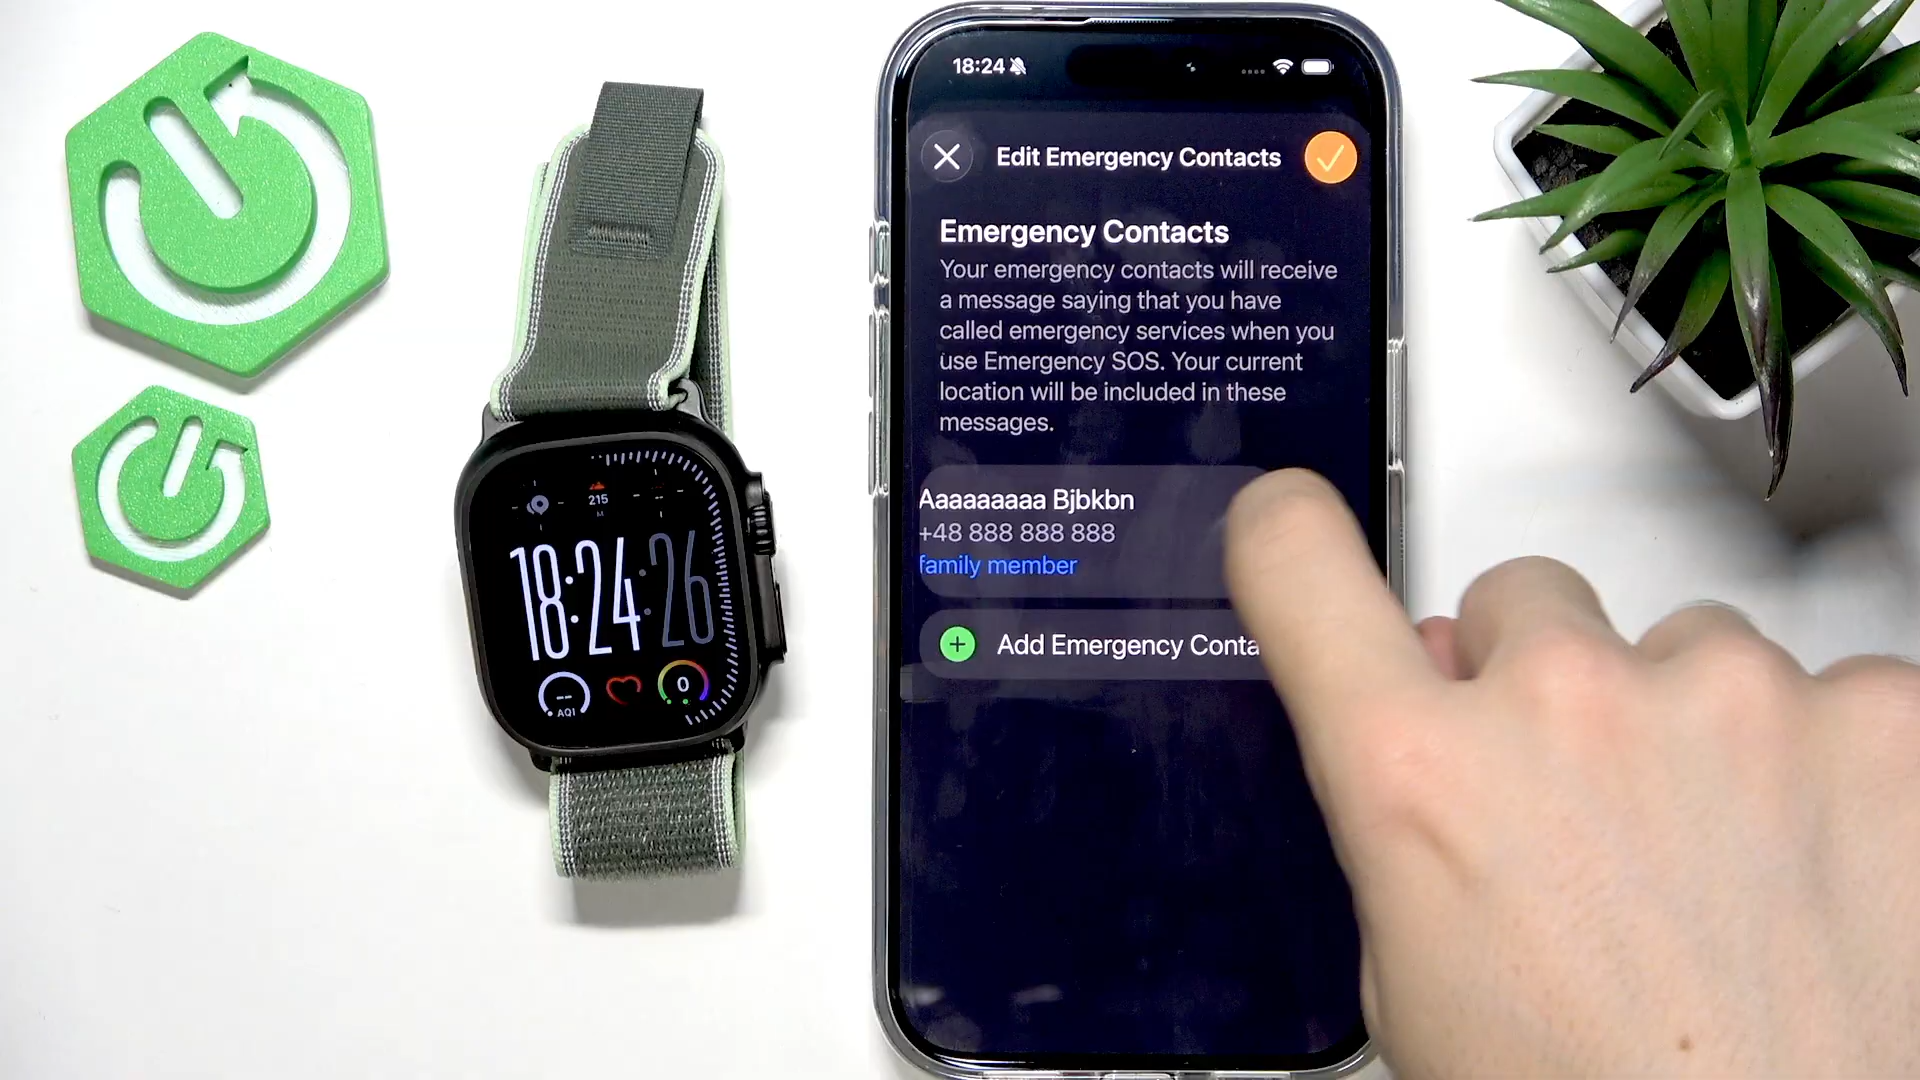 215
M
18:24:26
--
AQI
0
18:24
Edit Emergency Contacts
Emergency Contacts
Your emergency contacts will receive
a message saying that you have
called emergency services when you
use Emergency SOS. Your current
location will be included in these
messages.
Aaaaaaaaa Bjbkbn
+48 888 888 888
family member
Add Emergency Conta